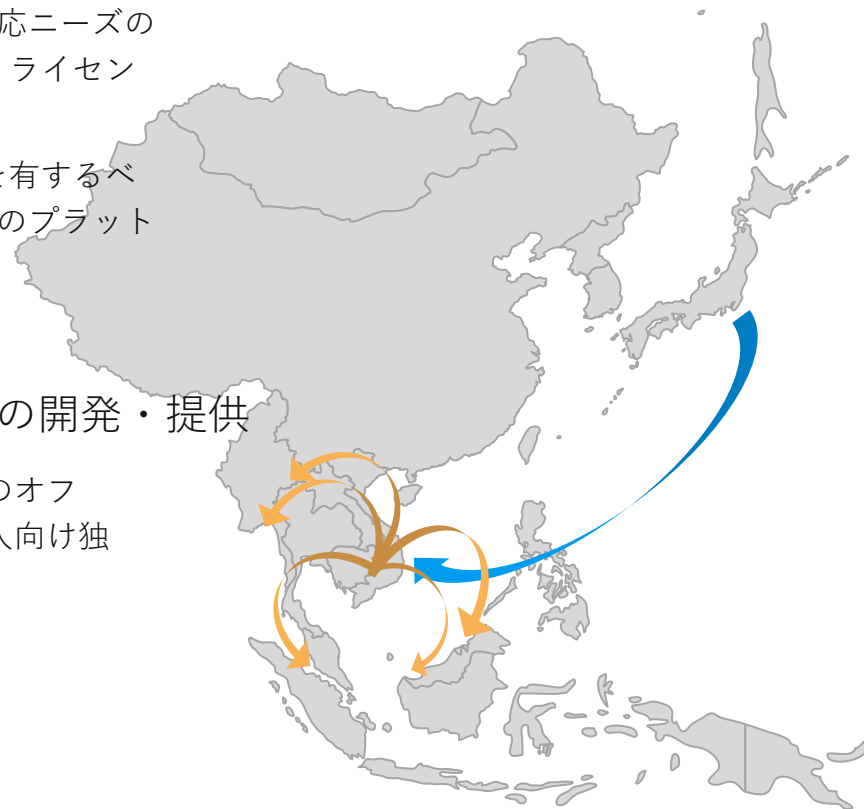 応ニーズの
ライセン
を有するベ
のプラット
の開発・提供
のオフ
人向け独